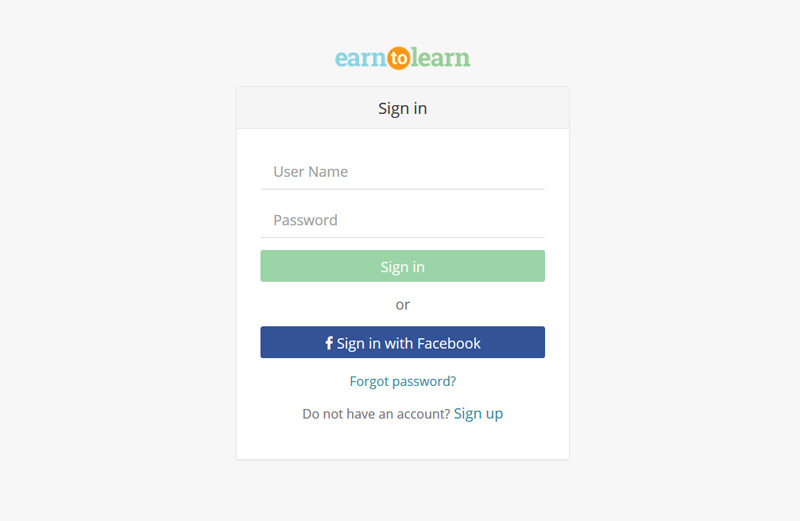 earntolearn
Sign in
User Name
Password
Sign in
or
Sign in with Facebook
Forgot password?
Do not have an account? Sign up